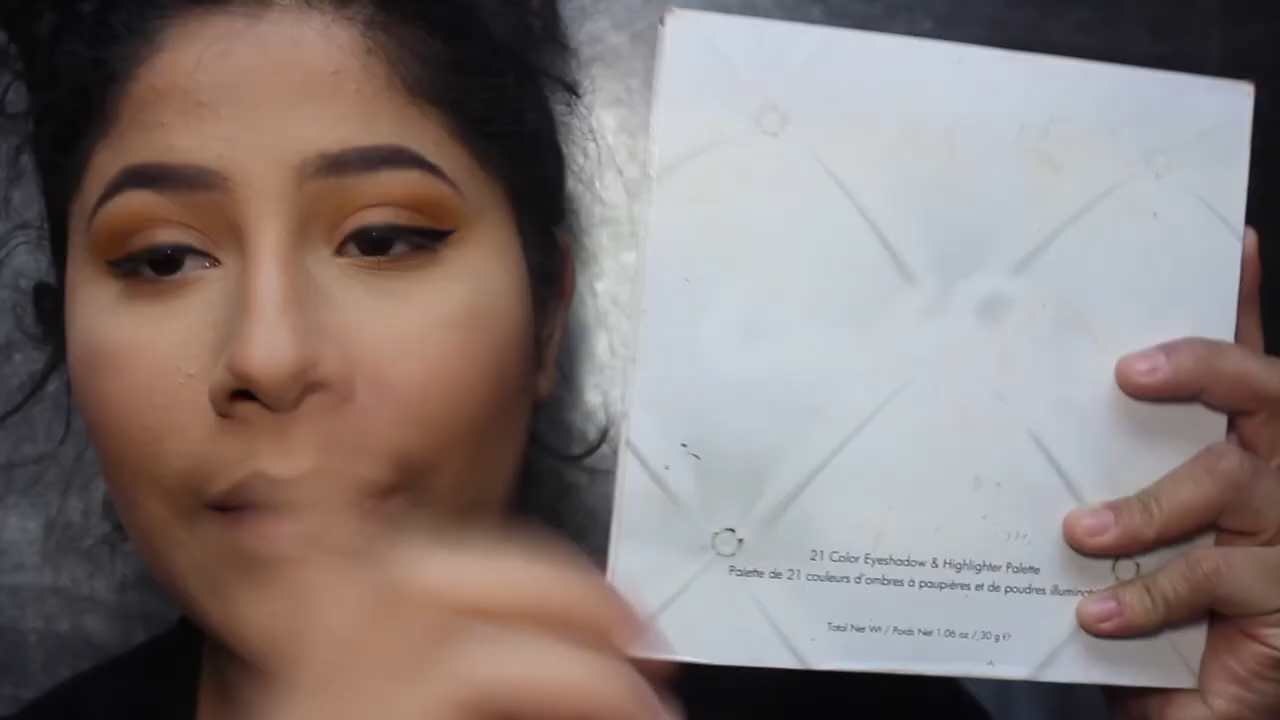 21 Color Eyeshadow & Highlighter Palette
Palette de 21 couleurs d'ombres à paupières et de poudres
Total Net Wt / Poids Net 1.06 oz / 30 g e